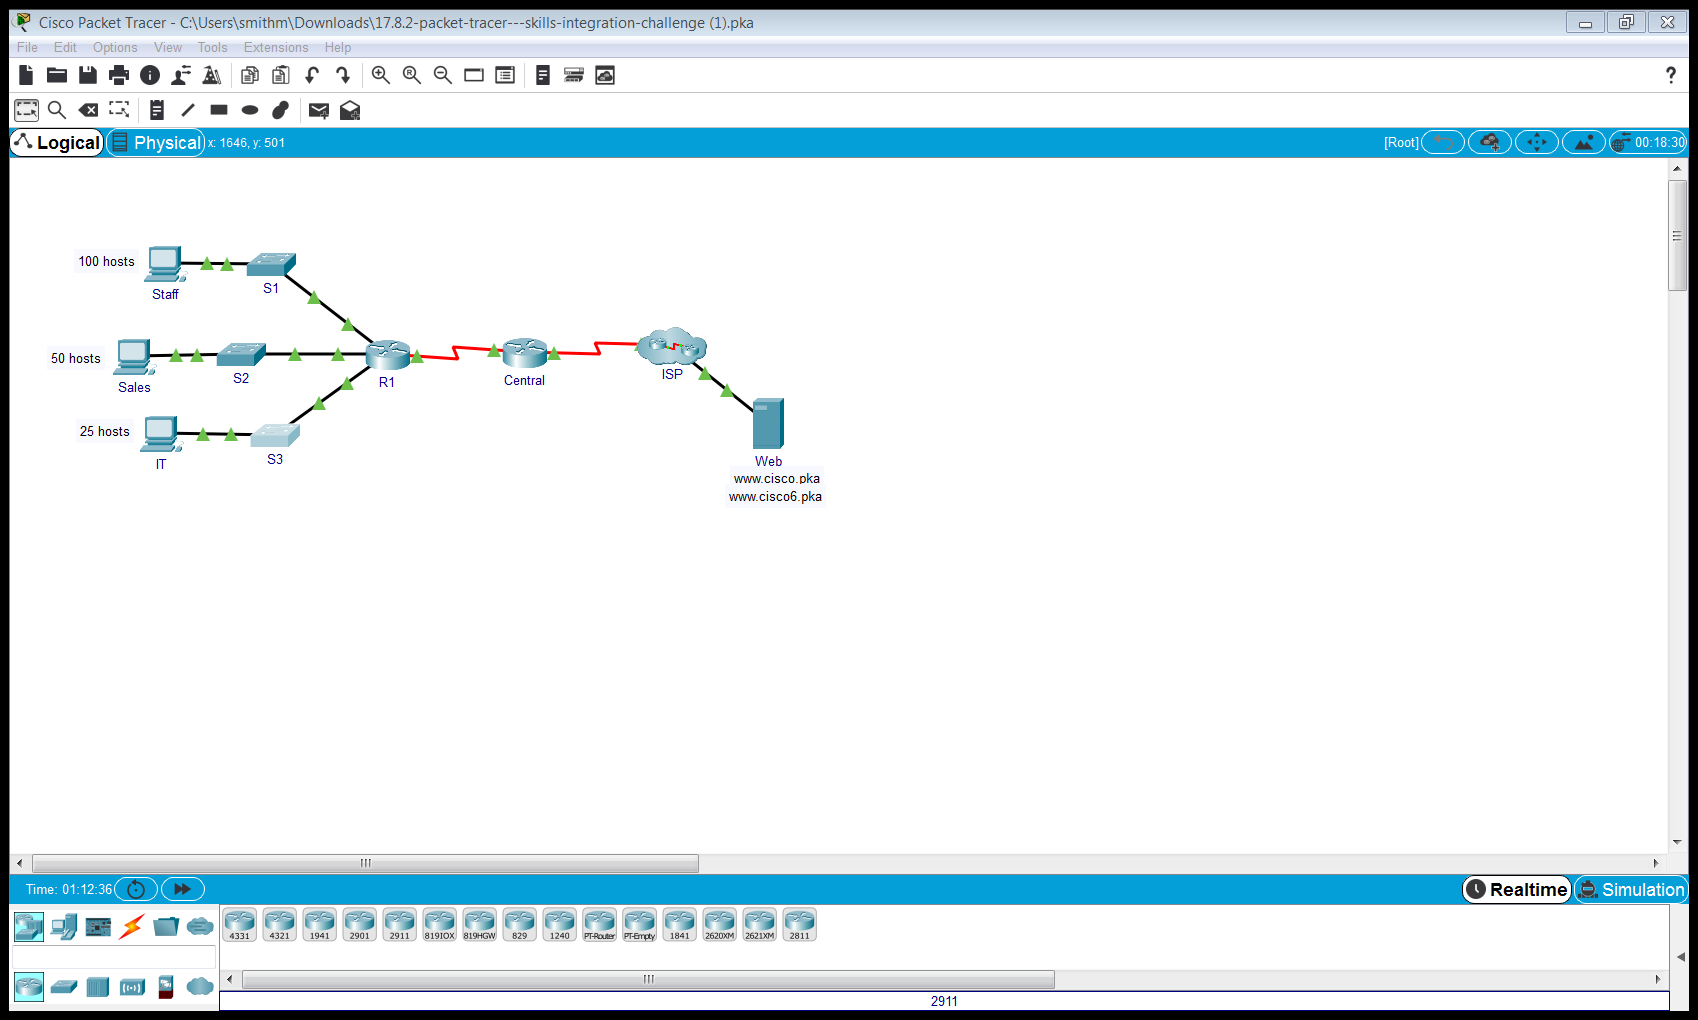 Cisco Packet Tracer - C:\Users\smithm\Downloads\17.8.2-packet-tracer---skills-integration-challenge (1).pka
File Edit Options View Tools Extensions Help
?
Logical Physical x: 1646, y: 501 [Root] 00:18:30
100 hosts
Staff
S1
50 hosts
Sales
S2
R1
Central
ISP
25 hosts
IT
S3
Web
www.cisco.pka
www.cisco6.pka
Time: 01:12:36 Realtime Simulation
4331 4321 1941 2901 2911 819IOX 819HGW 829 1240 PT-Router PT-Empty 1841 2620XM 2621XM 2811
2911